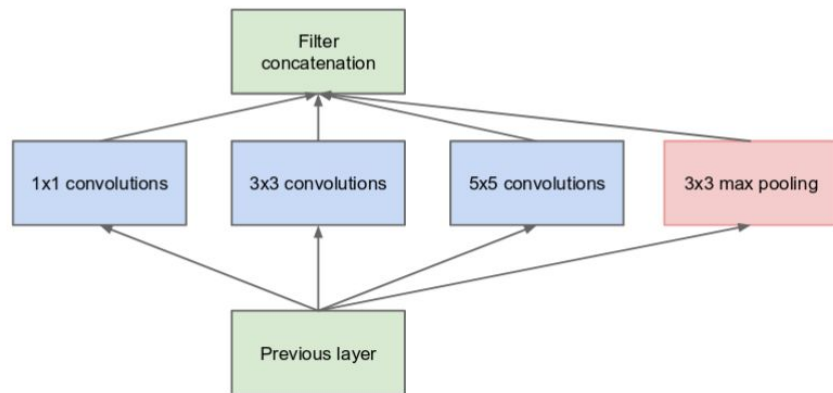 Filter
concatenation
1x1 convolutions
3x3 convolutions
5x5 convolutions
3x3 max pooling
Previous layer